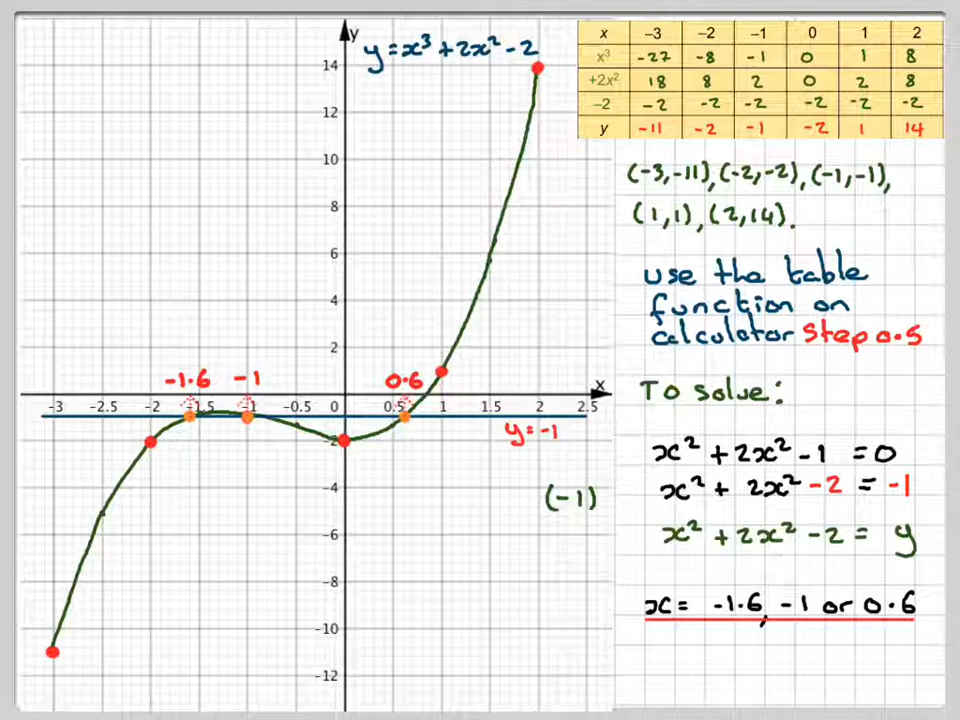 y = x³ + 2x² - 2
y
14
12
10
8
6
4
2
-1.6 -1 0.6
x
-3 -2.5 -2 -1.5 -1 -0.5 0 0.5 1 1.5 2 2.5
y = -1
-2
-4
(-1)
-6
-8
-10
-12
x -3 -2 -1 0 1 2
x³ -27 -8 -1 0 1 8
+2x² 18 8 2 0 2 8
-2 -2 -2 -2 -2 -2 -2
y -11 -2 -1 -2 1 14
(-3,-11), (-2,-2), (-1,-1),
(1,1), (2,14).
use the table
function on
calculator Step 0.5
To solve:
x² + 2x² - 1 = 0
x² + 2x² - 2 = -1
x² + 2x² - 2 = y
x = -1.6, -1 or 0.6